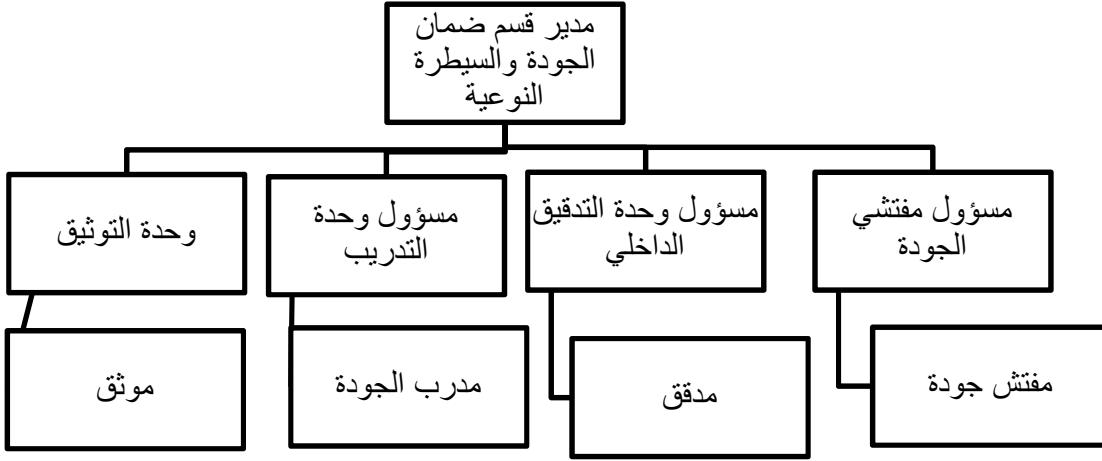 مدير قسم ضمان
الجودة والسيطرة
النوعية
مسؤول مفتشي
الجودة
مسؤول وحدة التدقيق
الداخلي
مسؤول وحدة
التدريب
وحدة التوثيق
مفتش جودة
مدقق
مدرب الجودة
موثق